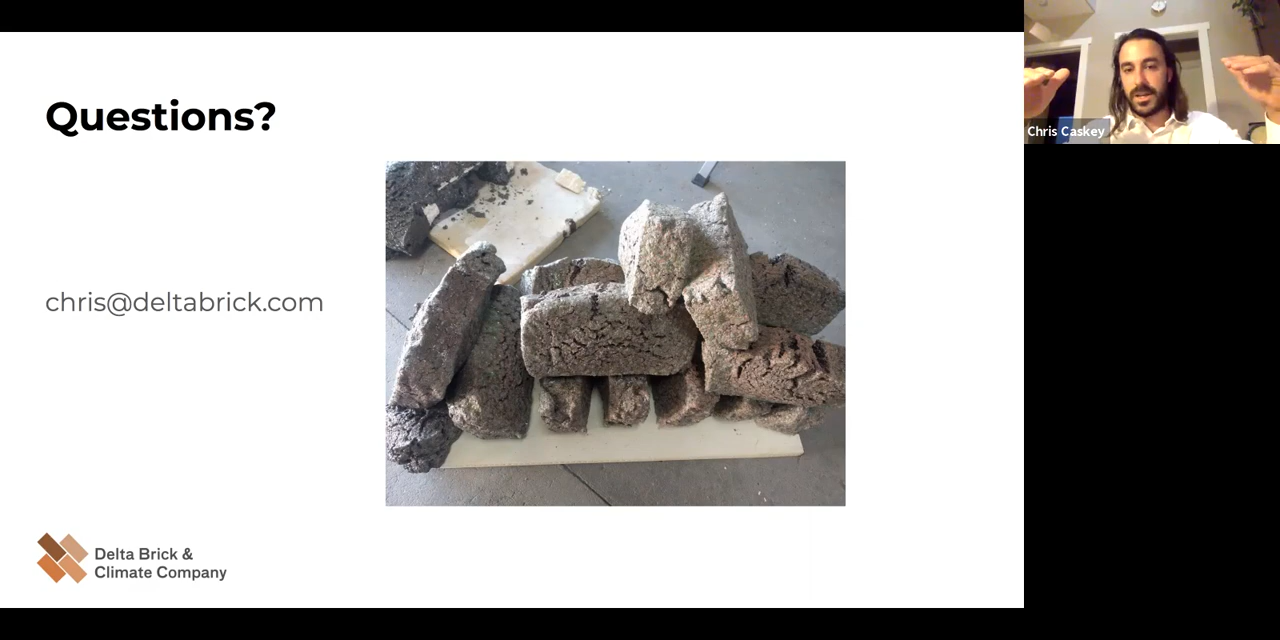 Questions?
chris@deltabrick.com
Delta Brick &
Climate Company
Chris Caskey